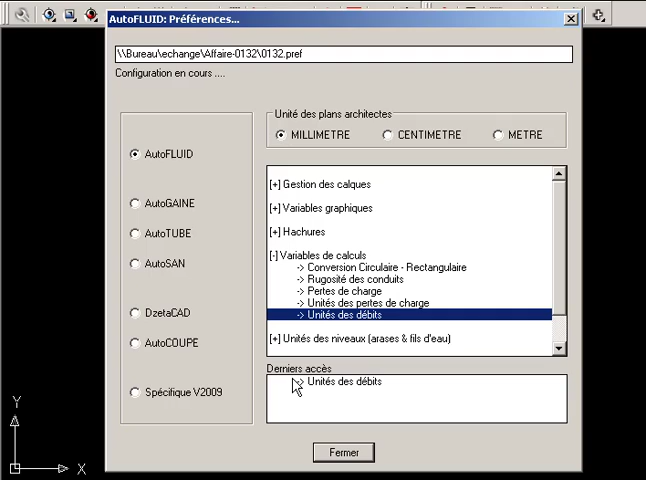 AutoFLUID: Préférences...
\\Bureau\echange\Affaire-0132\0132.pref
Configuration en cours ....
Unité des plans architectes
MILLIMETRE
CENTIMETRE
METRE
AutoFLUID
AutoGAINE
AutoTUBE
AutoSAN
DzetaCAD
AutoCOUPE
Spécifique V2009
[+] Gestion des calques
[+] Variables graphiques
[+] Hachures
[-] Variables de calculs
-> Conversion Circulaire - Rectangulaire
-> Rugosité des conduits
-> Pertes de charge
-> Unités des pertes de charge
-> Unités des débits
[+] Unités des niveaux (arases & fils d'eau)
Derniers accès
-> Unités des débits
Fermer
Y
X